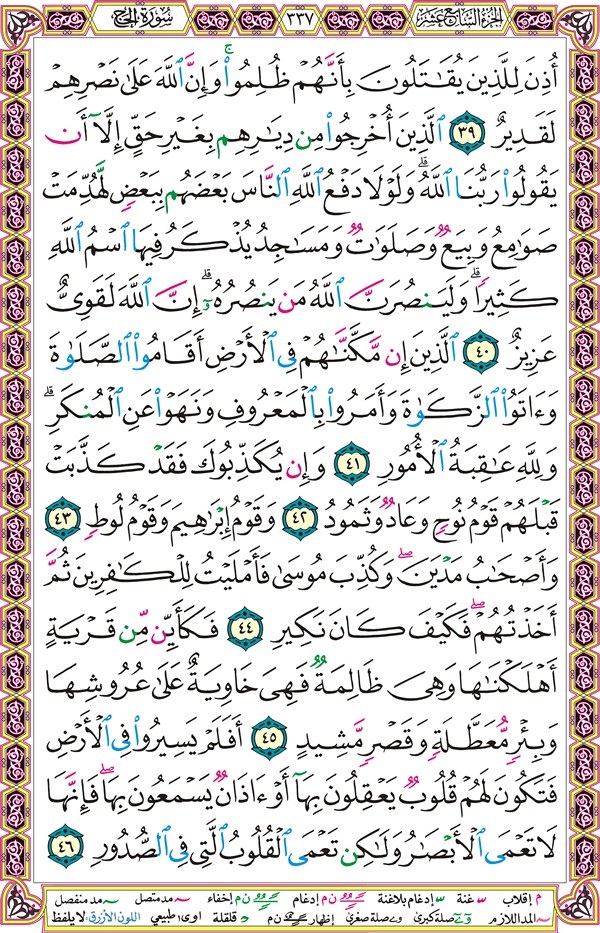 الجزء السابع عشر ٣٣٧ سورة الحج
أُذِنَ لِلَّذِينَ يُقَٰتَلُونَ بِأَنَّهُمْ ظُلِمُوا۟ ۚ وَإِنَّ ٱللَّهَ عَلَىٰ نَصْرِهِمْ
لَقَدِيرٌ ٣٩ ٱلَّذِينَ أُخْرِجُوا۟ مِن دِيَٰرِهِم بِغَيْرِ حَقٍّ إِلَّآ أَن
يَقُولُوا۟ رَبُّنَا ٱللَّهُ ۗ وَلَوْلَا دَفْعُ ٱللَّهِ ٱلنَّاسَ بَعْضَهُم بِبَعْضٍ لَّهُدِّمَتْ
صَوَٰمِعُ وَبِيَعٌ وَصَلَوَٰتٌ وَمَسَٰجِدُ يُذْكَرُ فِيهَا ٱسْمُ ٱللَّهِ
كَثِيرًا ۗ وَلَيَنصُرَنَّ ٱللَّهُ مَن يَنصُرُهُۥٓ ۗ إِنَّ ٱللَّهَ لَقَوِىٌّ
عَزِيزٌ ٤٠ ٱلَّذِينَ إِن مَّكَّنَّٰهُمْ فِى ٱلْأَرْضِ أَقَامُوا۟ ٱلصَّلَوٰةَ
وَءَاتَوُا۟ ٱلزَّكَوٰةَ وَأَمَرُوا۟ بِٱلْمَعْرُوفِ وَنَهَوْا۟ عَنِ ٱلْمُنكَرِ ۗ
وَلِلَّهِ عَٰقِبَةُ ٱلْأُمُورِ ٤١ وَإِن يُكَذِّبُوكَ فَقَدْ كَذَّبَتْ
قَبْلَهُمْ قَوْمُ نُوحٍ وَعَادٌ وَثَمُودُ ٤٢ وَقَوْمُ إِبْرَٰهِيمَ وَقَوْمُ لُوطٍ ٤٣
وَأَصْحَٰبُ مَدْيَنَ ۖ وَكُذِّبَ مُوسَىٰ فَأَمْلَيْتُ لِلْكَٰفِرِينَ ثُمَّ
أَخَذْتُهُمْ ۖ فَكَيْفَ كَانَ نَكِيرِ ٤٤ فَكَأَيِّن مِّن قَرْيَةٍ
أَهْلَكْنَٰهَا وَهِىَ ظَالِمَةٌ فَهِىَ خَاوِيَةٌ عَلَىٰ عُرُوشِهَا
وَبِئْرٍ مُّعَطَّلَةٍ وَقَصْرٍ مَّشِيدٍ ٤٥ أَفَلَمْ يَسِيرُوا۟ فِى ٱلْأَرْضِ
فَتَكُونَ لَهُمْ قُلُوبٌ يَعْقِلُونَ بِهَآ أَوْ ءَاذَانٌ يَسْمَعُونَ بِهَا ۖ فَإِنَّهَا
لَا تَعْمَى ٱلْأَبْصَٰرُ وَلَٰكِن تَعْمَى ٱلْقُلُوبُ ٱلَّتِى فِى ٱلصُّدُورِ ٤٦
م إقلاب غنة إدغام بلاغنة ن م إدغام ن م إخفاء مد متصل مد منفصل
المد اللازم صلة كبرى صلة صغرى إظهار ن م قلقلة اوى طبيعي اللون الأزرق: لا يلفظ